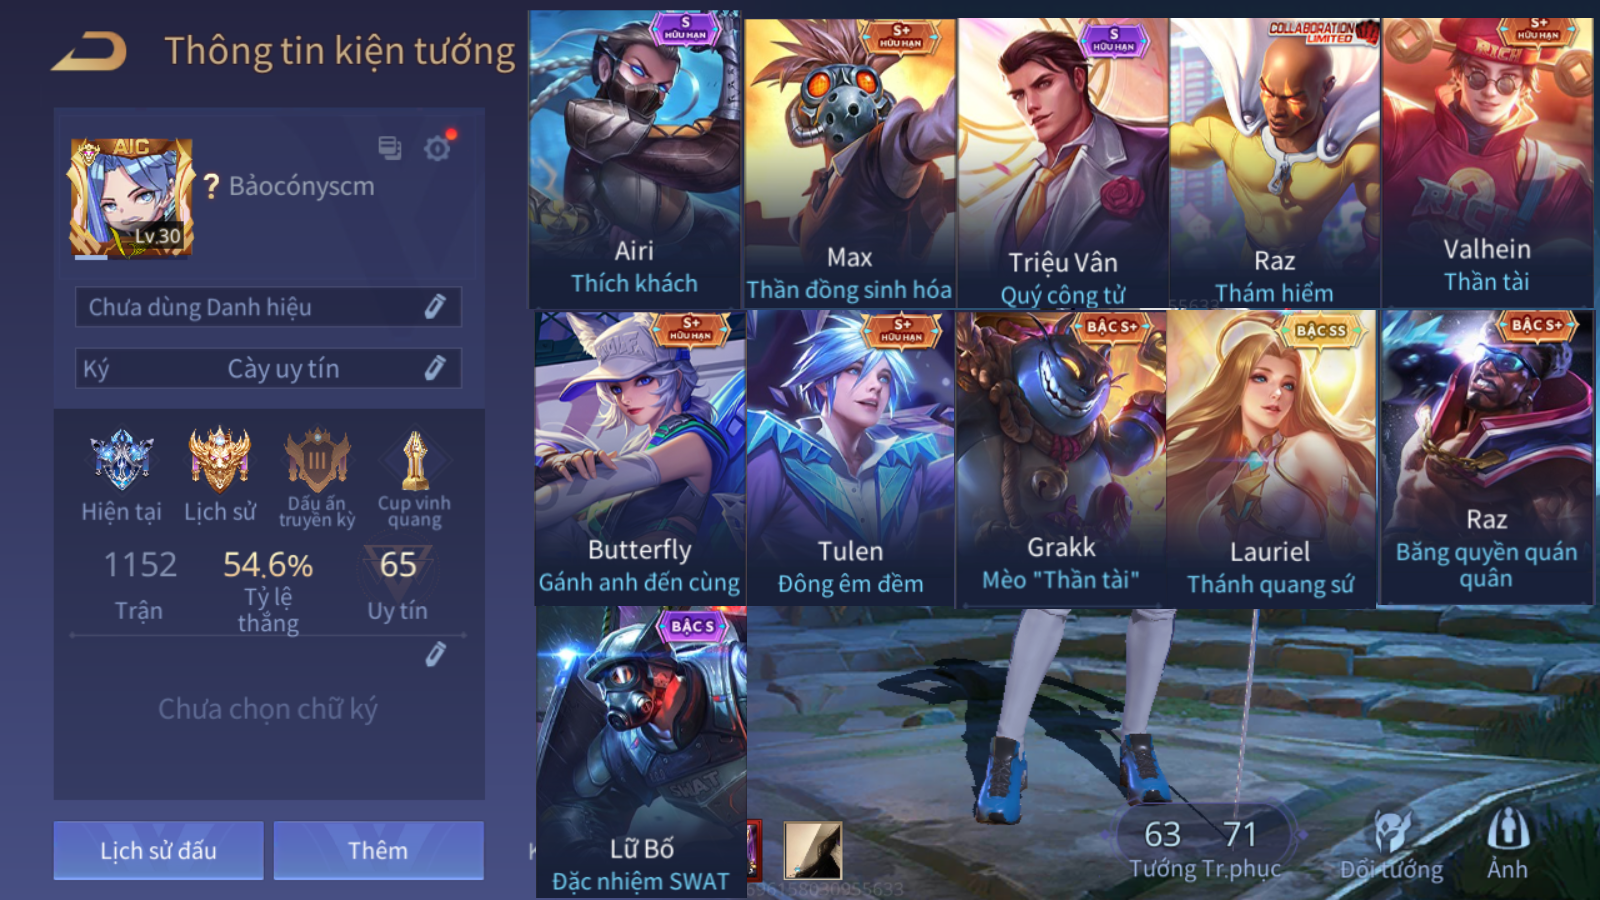 Thông tin kiện tướng
AIC
Lv.30
? Bảocónyscm
Chưa dùng Danh hiệu
Ký
Cày uy tín
III
Hiện tại
Lịch sử
Dấu ấn
truyền kỳ
Cup vinh
quang
1152
Trận
54.6%
Tỷ lệ
thắng
65
Uy tín
Chưa chọn chữ ký
Lịch sử đấu
Thêm
S
HỮU HẠN
Airi
Thích khách
S+
HỮU HẠN
Max
Thần đồng sinh hóa
S
HỮU HẠN
Triệu Vân
Quý công tử
COLLABORATION
LIMITED
Raz
Thám hiểm
55633
S+
HỮU HẠN
RICH
RICH
Valhein
Thần tài
S+
HỮU HẠN
WOLF
Butterfly
Gánh anh đến cùng
S+
HỮU HẠN
Tulen
Đông êm đềm
BẬC S+
Grakk
Mèo "Thần tài"
BẬC SS
Lauriel
Thánh quang sứ
BẬC S+
Raz
Băng quyền quán
quân
BẬC S
SWAT
Lữ Bố
Đặc nhiệm SWAT
63
Tướng
71
Tr.phục
Đổi tướng
Ảnh